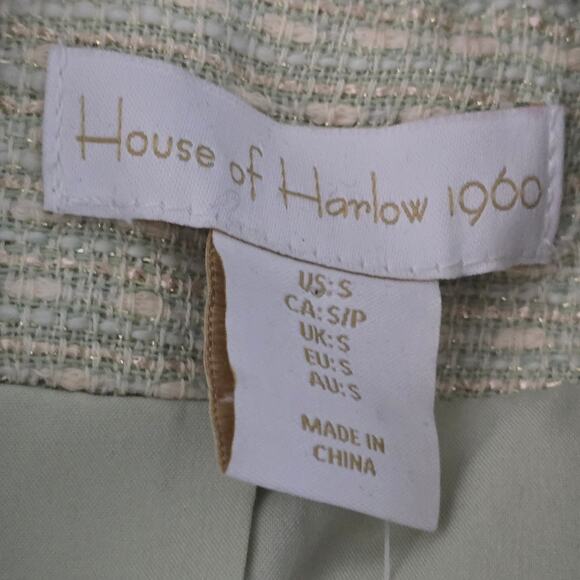 House of Harlow 1960
US: S
CA: S/P
UK: S
EU: S
AU: S
MADE IN
CHINA